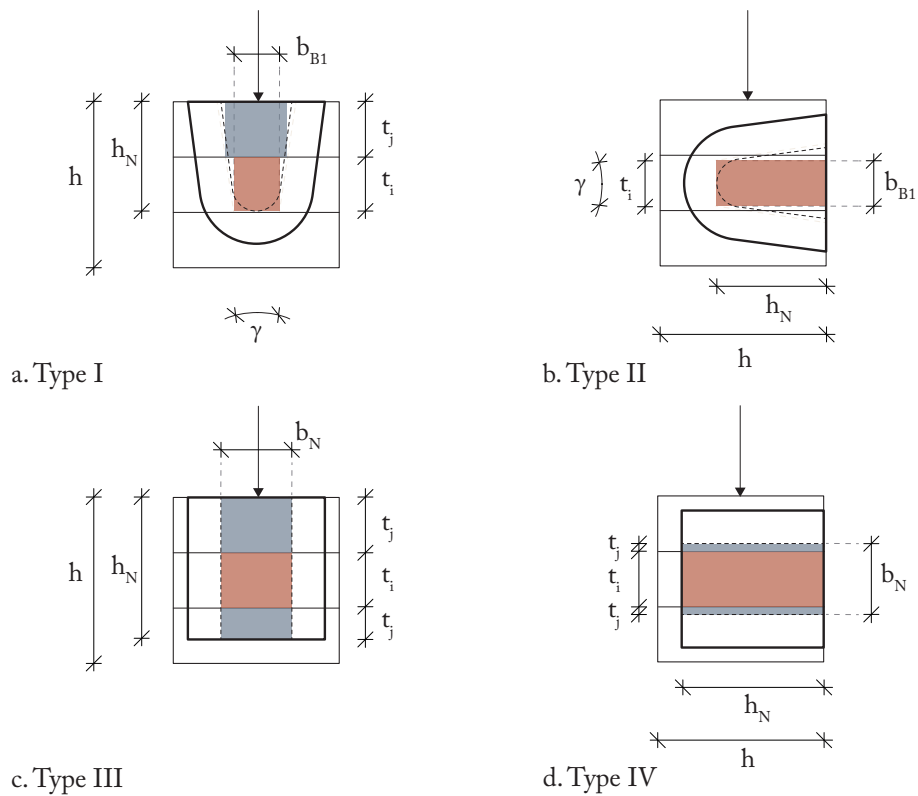 b_B1
h
h_N
t_j
t_i
γ
a. Type I
γ
t_i
b_B1
h_N
h
b. Type II
b_N
h
h_N
t_j
t_i
t_j
c. Type III
t_j
t_i
t_j
b_N
h_N
h
d. Type IV